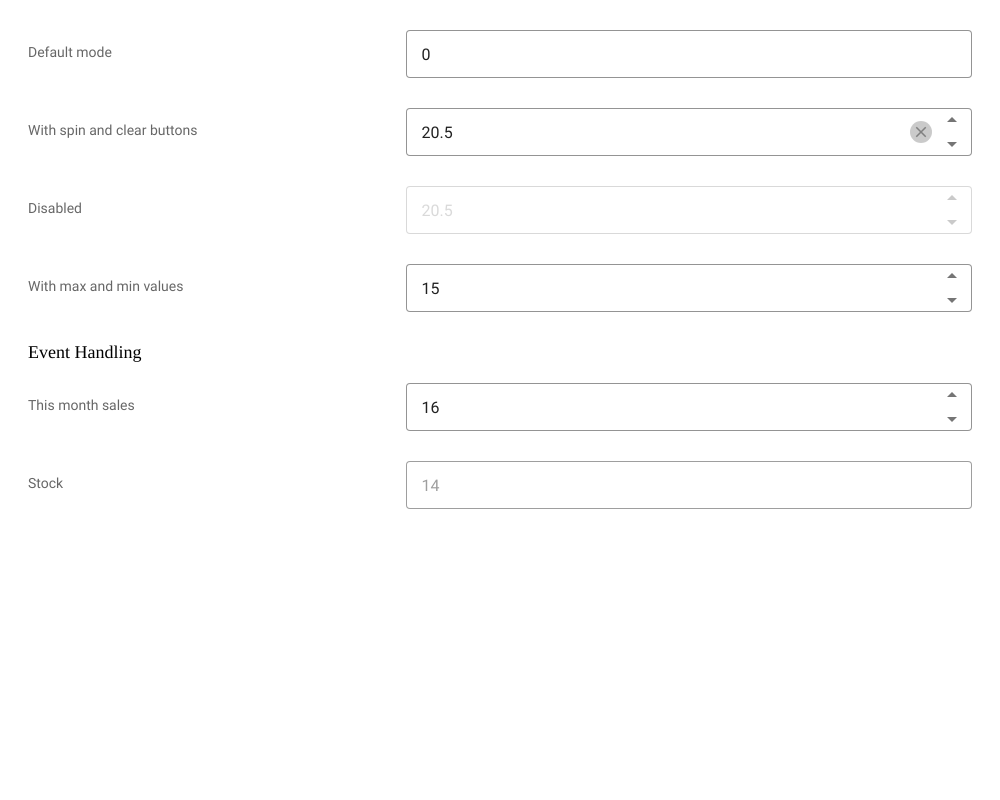 Default mode
0
With spin and clear buttons
20.5
Disabled
20.5
With max and min values
15
Event Handling
This month sales
16
Stock
14